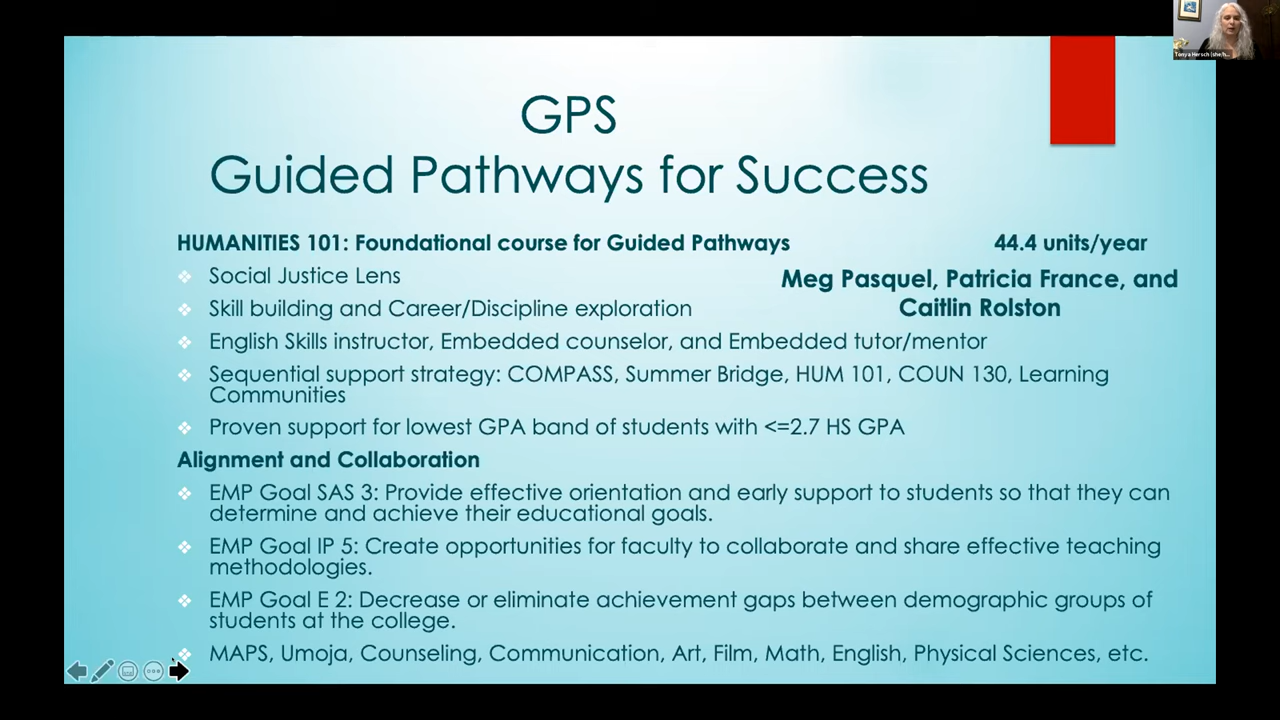 GPS
Guided Pathways for Success
HUMANITIES 101: Foundational course for Guided Pathways 44.4 units/year
Social Justice Lens
Meg Pasquel, Patricia France, and
Caitlin Rolston
Skill building and Career/Discipline exploration
English Skills instructor, Embedded counselor, and Embedded tutor/mentor
Sequential support strategy: COMPASS, Summer Bridge, HUM 101, COUN 130, Learning
Communities
Proven support for lowest GPA band of students with <=2.7 HS GPA
Alignment and Collaboration
EMP Goal SAS 3: Provide effective orientation and early support to students so that they can
determine and achieve their educational goals.
EMP Goal IP 5: Create opportunities for faculty to collaborate and share effective teaching
methodologies.
EMP Goal E 2: Decrease or eliminate achievement gaps between demographic groups of
students at the college.
MAPS, Umoja, Counseling, Communication, Art, Film, Math, English, Physical Sciences, etc.
Tonya Hersch (she/h...